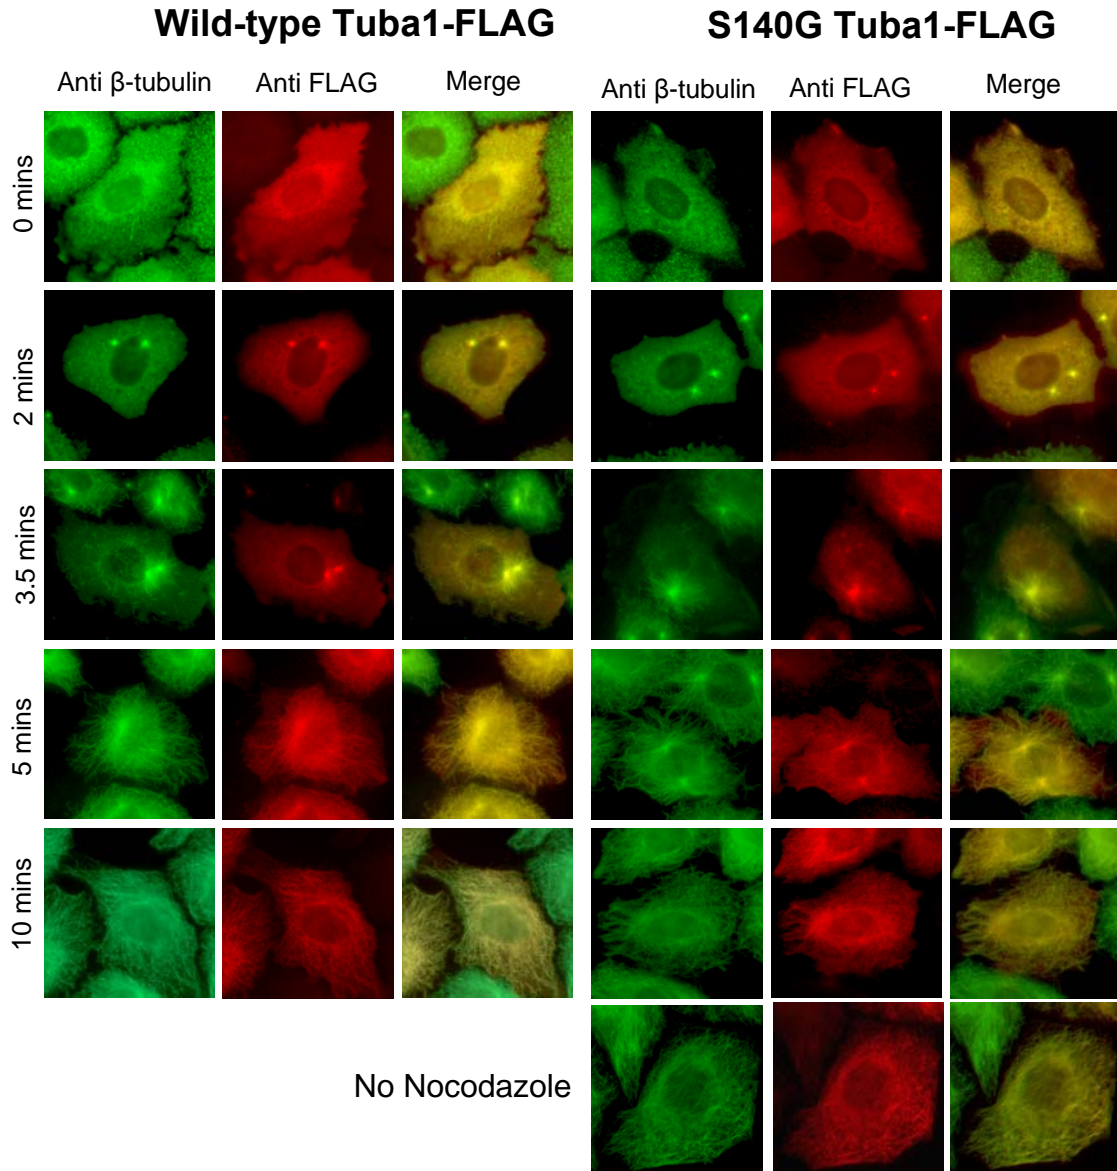 Wild-type Tuba1-FLAG
S140G Tuba1-FLAG
Anti β-tubulin
Anti FLAG
Merge
Anti β-tubulin
Anti FLAG
Merge
0 mins
2 mins
3.5 mins
5 mins
10 mins
No Nocodazole